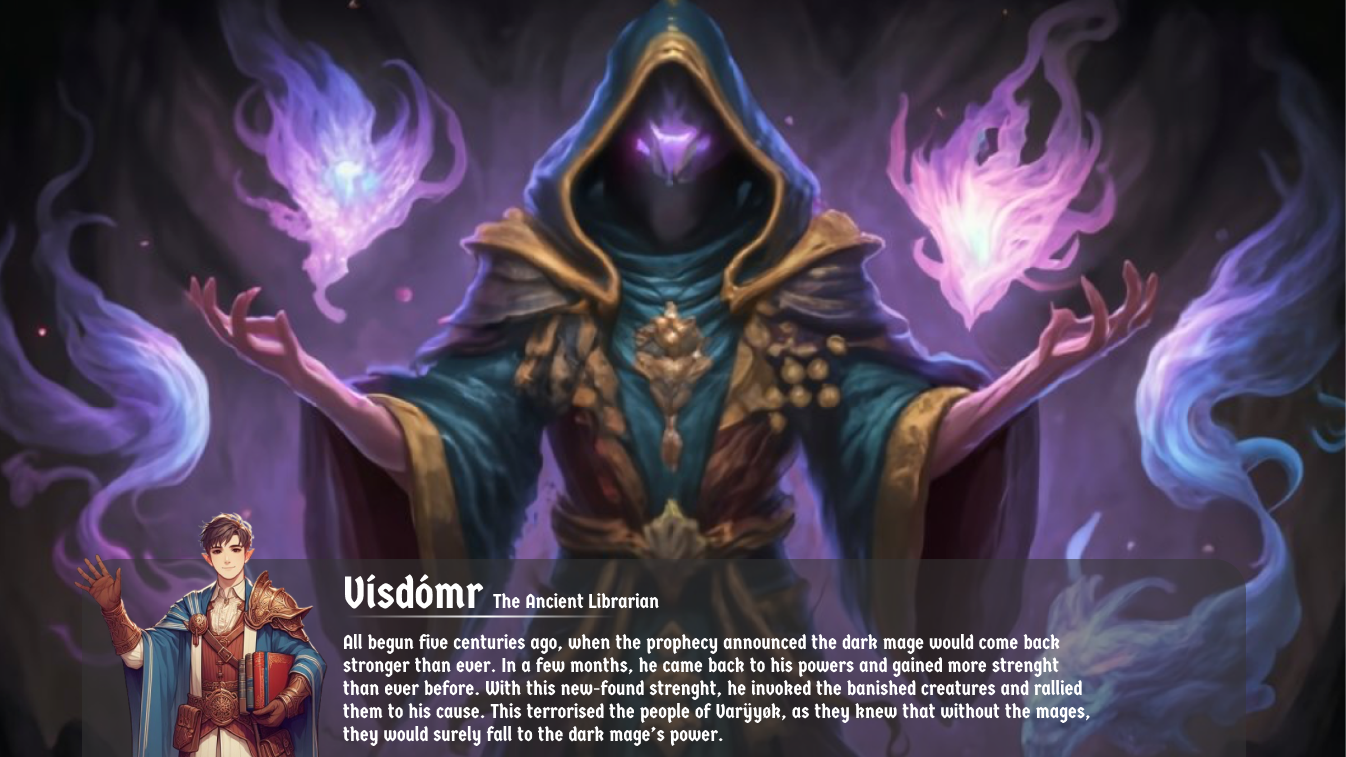 Vísdómr The Ancient Librarian
All begun five centuries ago, when the prophecy announced the dark mage would come back
stronger than ever. In a few months, he came back to his powers and gained more strenght
than ever before. With this new-found strenght, he invoked the banished creatures and rallied
them to his cause. This terrorised the people of Varÿyøk, as they knew that without the mages,
they would surely fall to the dark mage's power.